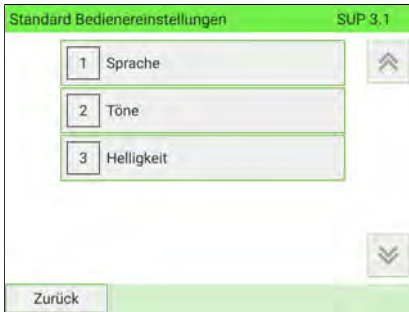 Standard Bedienereinstellungen SUP 3.1
1 Sprache
2 Töne
3 Helligkeit
Zurück